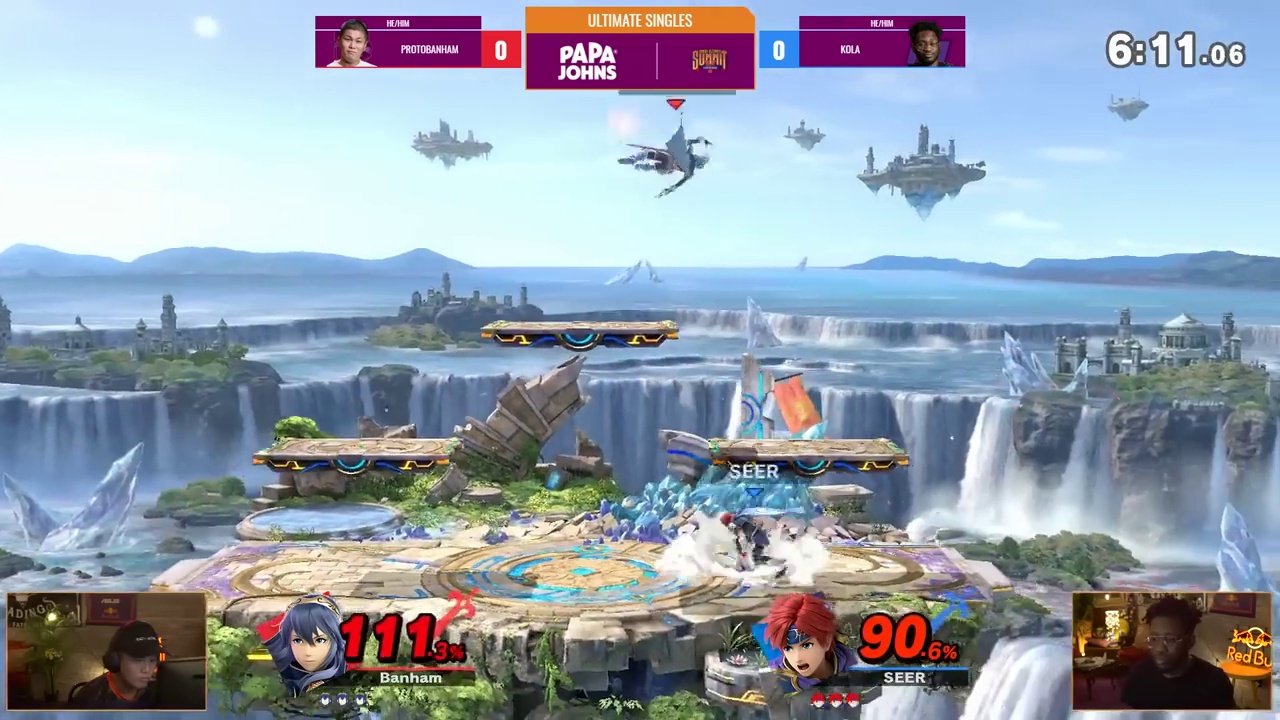 HE/HIM
PROTOBANHAM
0
ULTIMATE SINGLES
PAPA JOHNS
SUMMIT
0
HE/HIM
KOLA
6:11.06
SEER
111.3%
Banham
90.6%
SEER
Red Bu